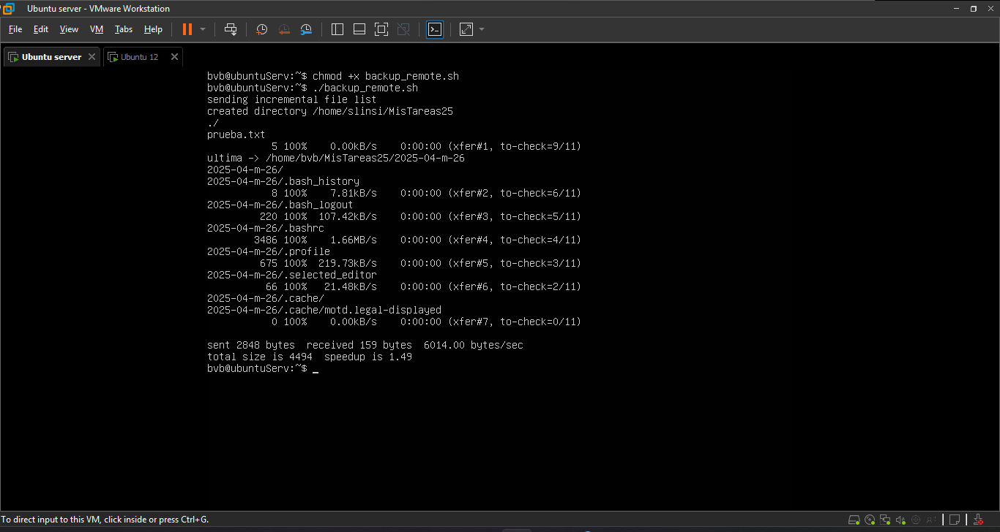 Ubuntu server - VMware Workstation
File Edit View VM Tabs Help
Ubuntu server
Ubuntu 12
bvb@ubuntuServ:~$ chmod +x backup_remote.sh
bvb@ubuntuServ:~$ ./backup_remote.sh
sending incremental file list
created directory /home/slinsi/MisTareas25
./
prueba.txt
5 100% 0.00kB/s 0:00:00 (xfer#1, to-check=9/11)
ultima -> /home/bvb/MisTareas25/2025-04-m-26
2025-04-m-26/
2025-04-m-26/.bash_history
8 100% 7.81kB/s 0:00:00 (xfer#2, to-check=6/11)
2025-04-m-26/.bash_logout
220 100% 107.42kB/s 0:00:00 (xfer#3, to-check=5/11)
2025-04-m-26/.bashrc
3486 100% 1.66MB/s 0:00:00 (xfer#4, to-check=4/11)
2025-04-m-26/.profile
675 100% 219.73kB/s 0:00:00 (xfer#5, to-check=3/11)
2025-04-m-26/.selected_editor
66 100% 21.48kB/s 0:00:00 (xfer#6, to-check=2/11)
2025-04-m-26/.cache/
2025-04-m-26/.cache/motd.legal-displayed
0 100% 0.00kB/s 0:00:00 (xfer#7, to-check=0/11)
sent 2848 bytes received 159 bytes 6014.00 bytes/sec
total size is 4494 speedup is 1.49
bvb@ubuntuServ:~$ _
To direct input to this VM, click inside or press Ctrl+G.